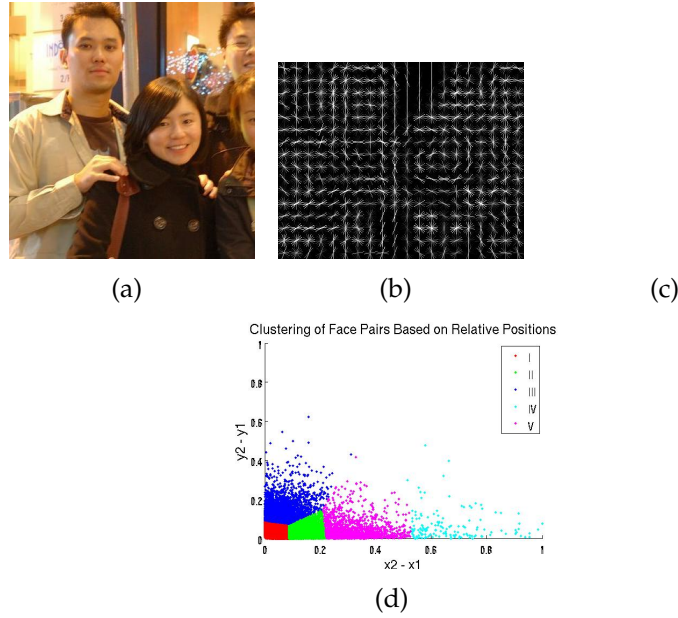 (a)
(b)
(c)
Clustering of Face Pairs Based on Relative Positions
1
0.8
0.6
0.4
0.2
0
y2 - y1
0
0.2
0.4
0.6
0.8
1
x2 - x1
I
II
III
IV
V
(d)